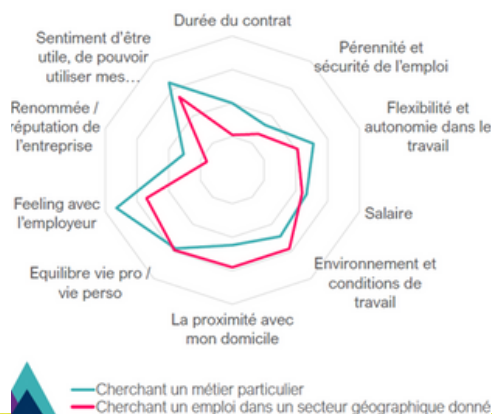 Durée du contrat
Pérennité et
sécurité de l'emploi
Flexibilité et
autonomie dans le
travail
Salaire
Environnement et
conditions de
travail
La proximité avec
mon domicile
Equilibre vie pro /
vie perso
Feeling avec
l'employeur
Renommée /
réputation de
l'entreprise
Sentiment d'être
utile, de pouvoir
utiliser mes…
Cherchant un métier particulier
Cherchant un emploi dans un secteur géographique donné